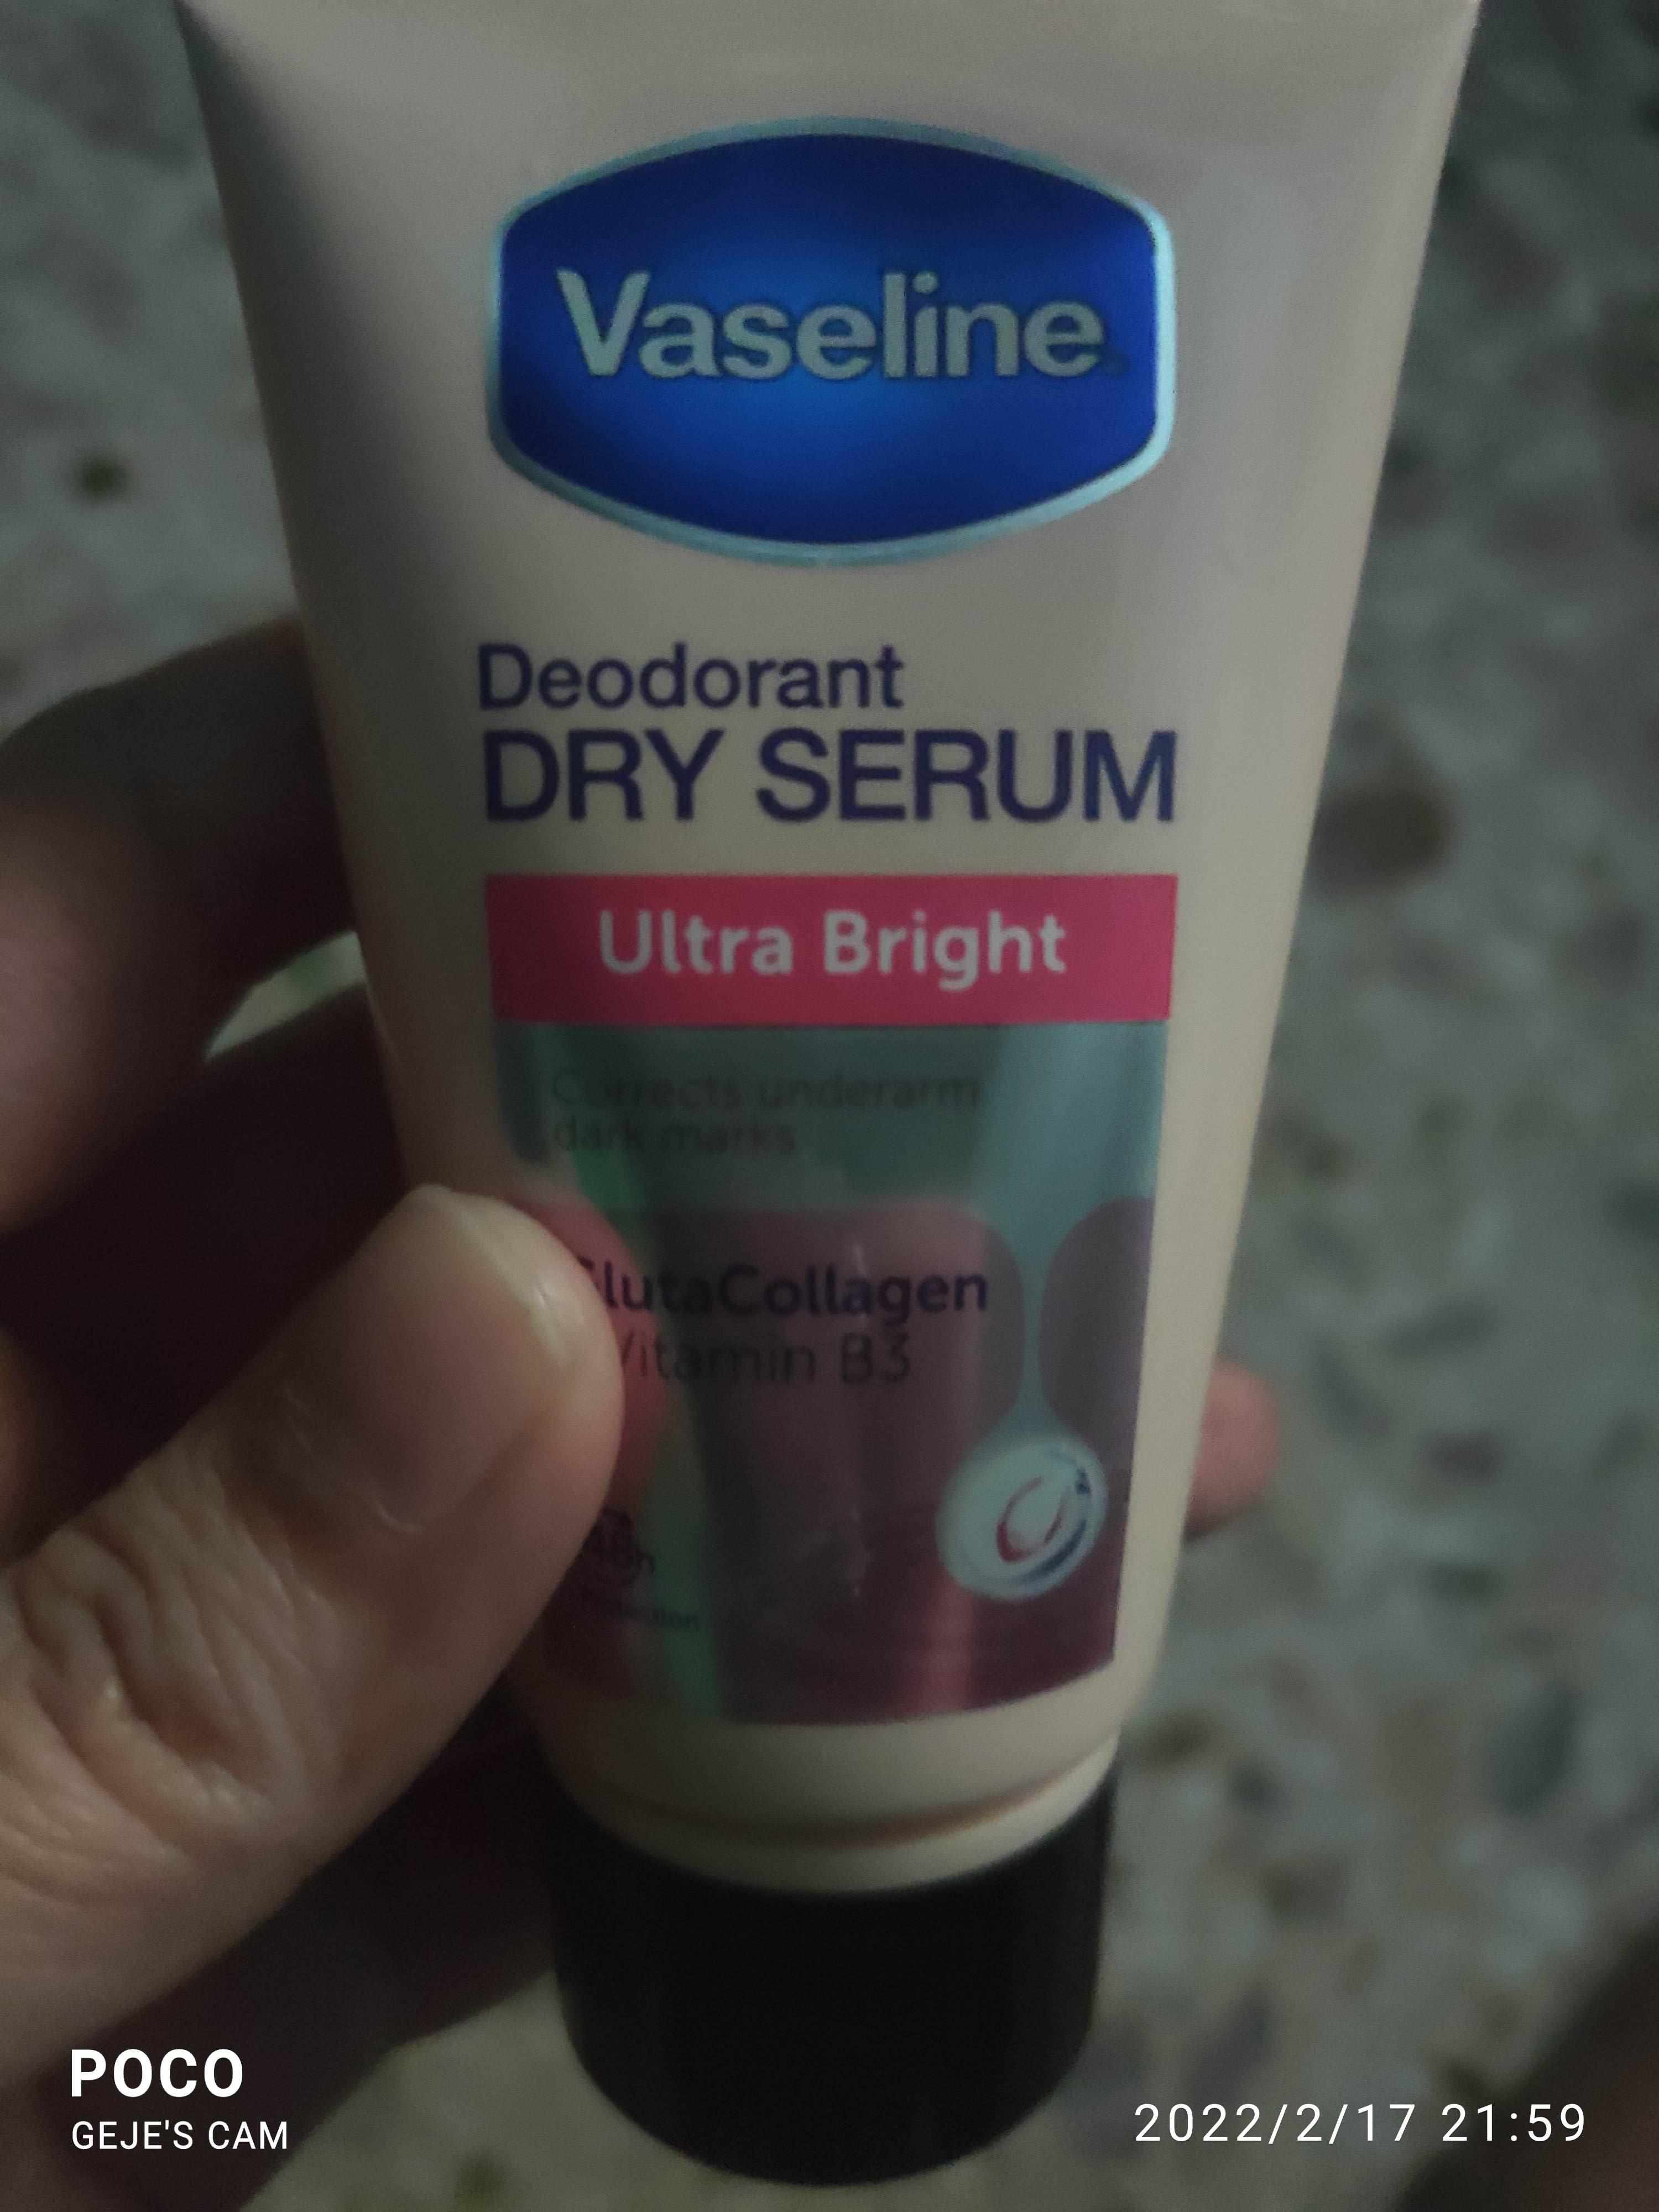 Vaseline
Deodorant
DRY SERUM
Ultra Bright
Corrects underarm
dark marks
GlutaCollagen
Vitamin B3
POCO
GEJE'S CAM
2022/2/17 21:59